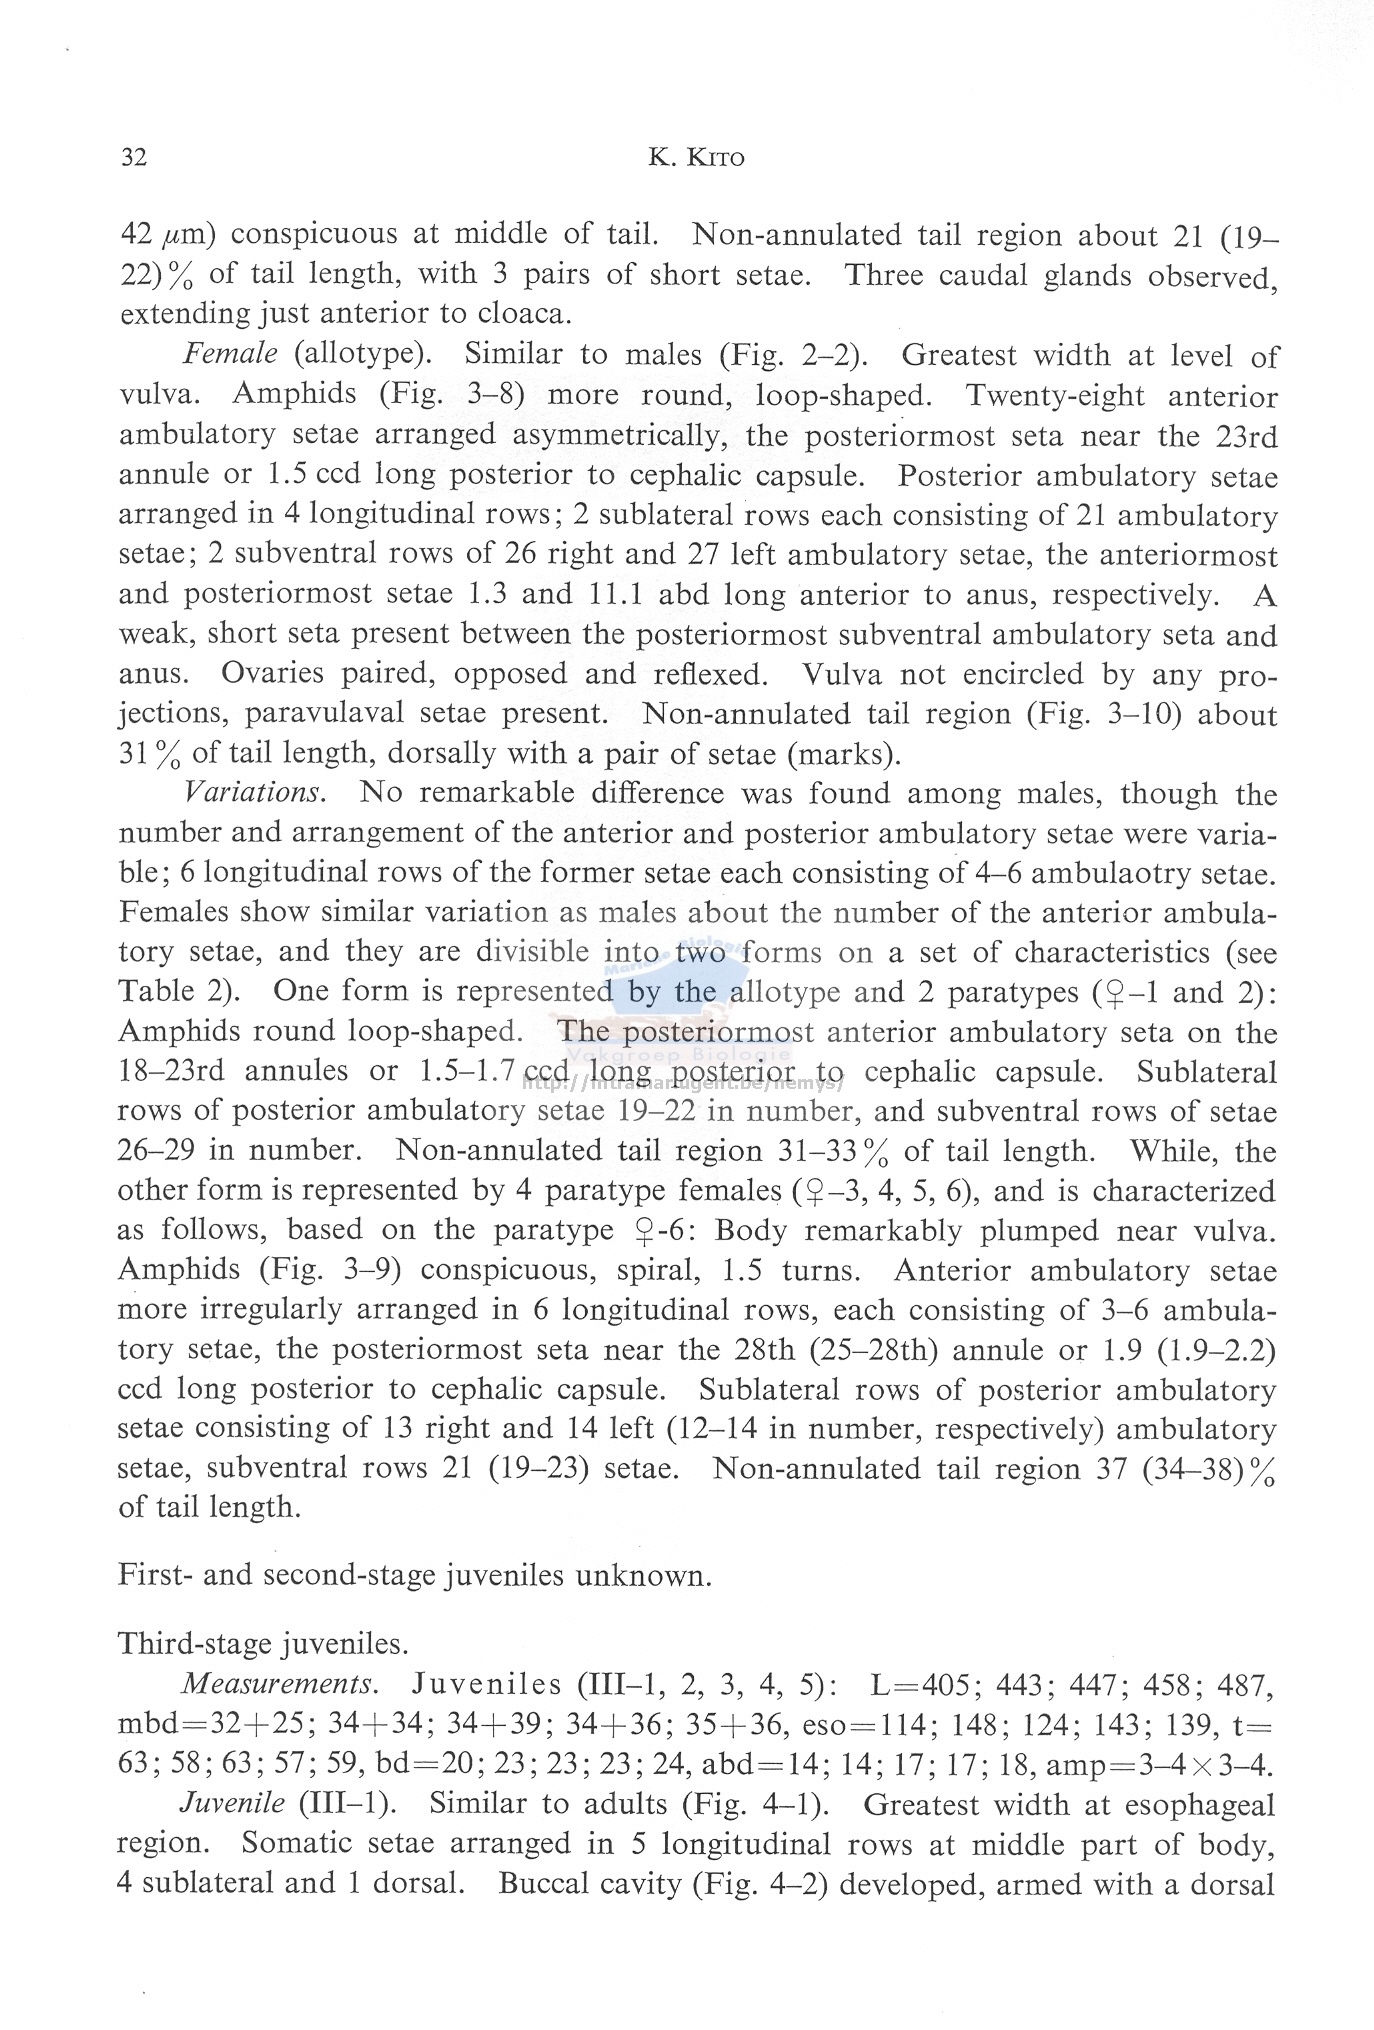 32
K. KITO
42 μm) conspicuous at middle of tail. Non-annulated tail region about 21 (19–
22)% of tail length, with 3 pairs of short setae. Three caudal glands observed,
extending just anterior to cloaca.
Female (allotype). Similar to males (Fig. 2–2). Greatest width at level of
vulva. Amphids (Fig. 3–8) more round, loop-shaped. Twenty-eight anterior
ambulatory setae arranged asymmetrically, the posteriormost seta near the 23rd
annule or 1.5 ccd long posterior to cephalic capsule. Posterior ambulatory setae
arranged in 4 longitudinal rows; 2 sublateral rows each consisting of 21 ambulatory
setae; 2 subventral rows of 26 right and 27 left ambulatory setae, the anteriormost
and posteriormost setae 1.3 and 11.1 abd long anterior to anus, respectively. A
weak, short seta present between the posteriormost subventral ambulatory seta and
anus. Ovaries paired, opposed and reflexed. Vulva not encircled by any pro-
jections, paravulaval setae present. Non-annulated tail region (Fig. 3–10) about
31% of tail length, dorsally with a pair of setae (marks).
Variations. No remarkable difference was found among males, though the
number and arrangement of the anterior and posterior ambulatory setae were varia-
ble; 6 longitudinal rows of the former setae each consisting of 4–6 ambulaotry setae.
Females show similar variation as males about the number of the anterior ambula-
tory setae, and they are divisible into two forms on a set of characteristics (see
Table 2). One form is represented by the allotype and 2 paratypes (♀–1 and 2):
Amphids round loop-shaped. The posteriormost anterior ambulatory seta on the
18–23rd annules or 1.5–1.7 ccd long posterior to cephalic capsule. Sublateral
rows of posterior ambulatory setae 19–22 in number, and subventral rows of setae
26–29 in number. Non-annulated tail region 31–33% of tail length. While, the
other form is represented by 4 paratype females (♀–3, 4, 5, 6), and is characterized
as follows, based on the paratype ♀-6: Body remarkably plumped near vulva.
Amphids (Fig. 3–9) conspicuous, spiral, 1.5 turns. Anterior ambulatory setae
more irregularly arranged in 6 longitudinal rows, each consisting of 3–6 ambula-
tory setae, the posteriormost seta near the 28th (25–28th) annule or 1.9 (1.9–2.2)
ccd long posterior to cephalic capsule. Sublateral rows of posterior ambulatory
setae consisting of 13 right and 14 left (12–14 in number, respectively) ambulatory
setae, subventral rows 21 (19–23) setae. Non-annulated tail region 37 (34–38)%
of tail length.
First- and second-stage juveniles unknown.
Third-stage juveniles.
Measurements. Juveniles (III–1, 2, 3, 4, 5): L=405; 443; 447; 458; 487,
mbd=32+25; 34+34; 34+39; 34+36; 35+36, eso=114; 148; 124; 143; 139, t=
63; 58; 63; 57; 59, bd=20; 23; 23; 23; 24, abd=14; 14; 17; 17; 18, amp=3–4×3–4.
Juvenile (III–1). Similar to adults (Fig. 4–1). Greatest width at esophageal
region. Somatic setae arranged in 5 longitudinal rows at middle part of body,
4 sublateral and 1 dorsal. Buccal cavity (Fig. 4–2) developed, armed with a dorsal
Mariene Biologie
Vakgroep Biologie
http://intramar.ugent.be/nemys/